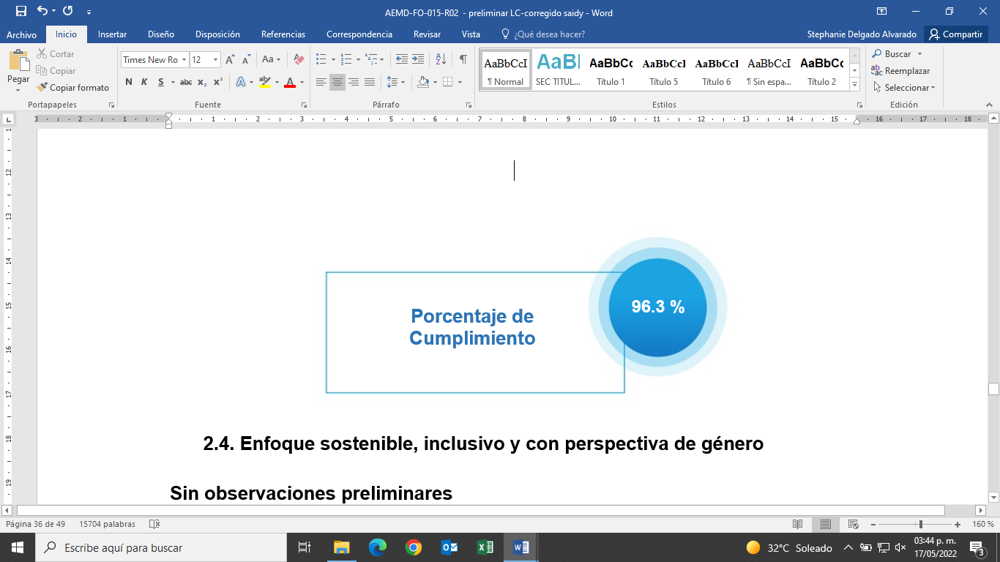 AEMD-FO-015-R02 - preliminar LC-corregido saidy - Word
Archivo Inicio Insertar Diseño Disposición Referencias Correspondencia Revisar Vista ¿Qué desea hacer? Stephanie Delgado Alvarado Compartir
Pegar
Cortar
Copiar
Copiar formato
Portapapeles
Times New Ro 12
Aa
N K S abc x₂ x² A A
Fuente
Párrafo
AaBbCcI AaBl AaBbCc AaBbCcI AaBbCcI AaBbCcI AaBbCc
¶ Normal SEC TITUL... Título 1 Título 5 Título 6 ¶ Sin espa... Título 2
Estilos
Buscar
Reemplazar
Seleccionar
Edición
3 2 1 1 2 3 4 5 6 7 8 9 10 11 12 13 14 15 16 17 18
12
13
14
15
16
17
18
19
Porcentaje de
Cumplimiento
96.3 %
2.4. Enfoque sostenible, inclusivo y con perspectiva de género
Sin observaciones preliminares
Página 36 de 49 15704 palabras 160 %
Escribe aquí para buscar
32°C Soleado
03:44 p. m.
17/05/2022
3